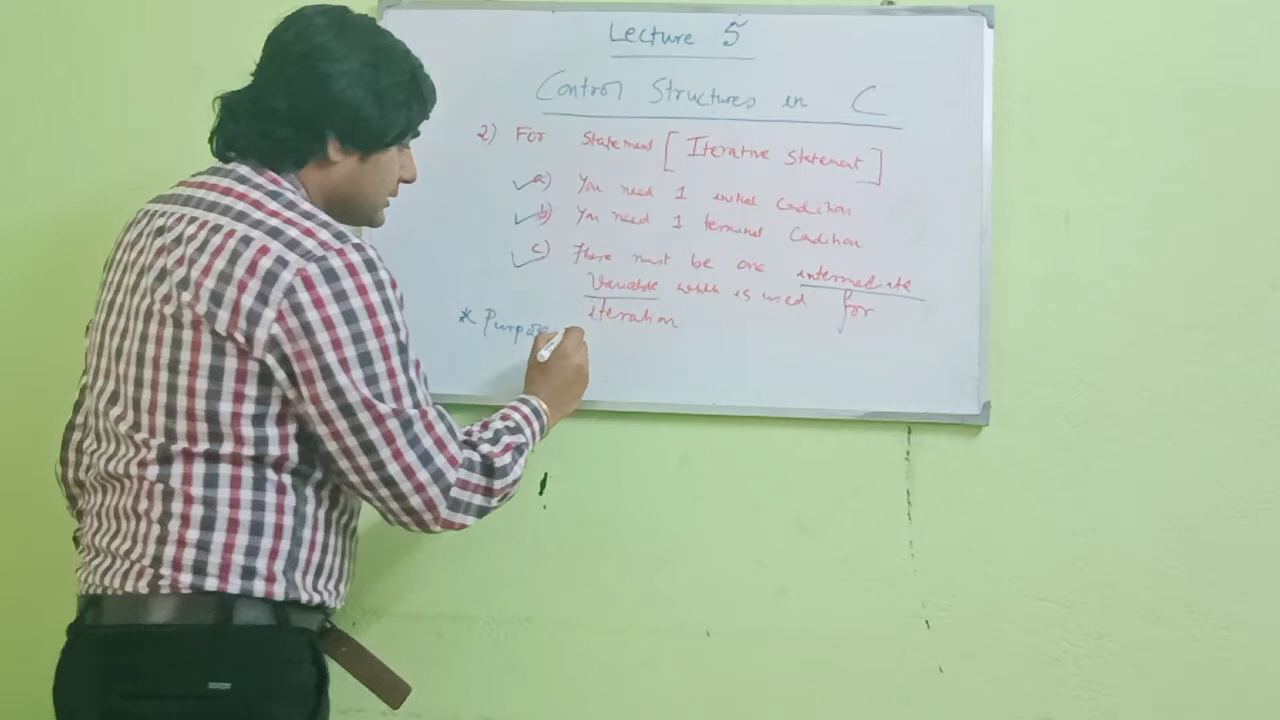 Lecture 5
Control Structures in C
2) For Statement [Iterative Statement]
a) You need 1 initial Condition
b) You need 1 terminal Condition
c) There must be one intermediate
Variable which is used for
iteration
* Purpose